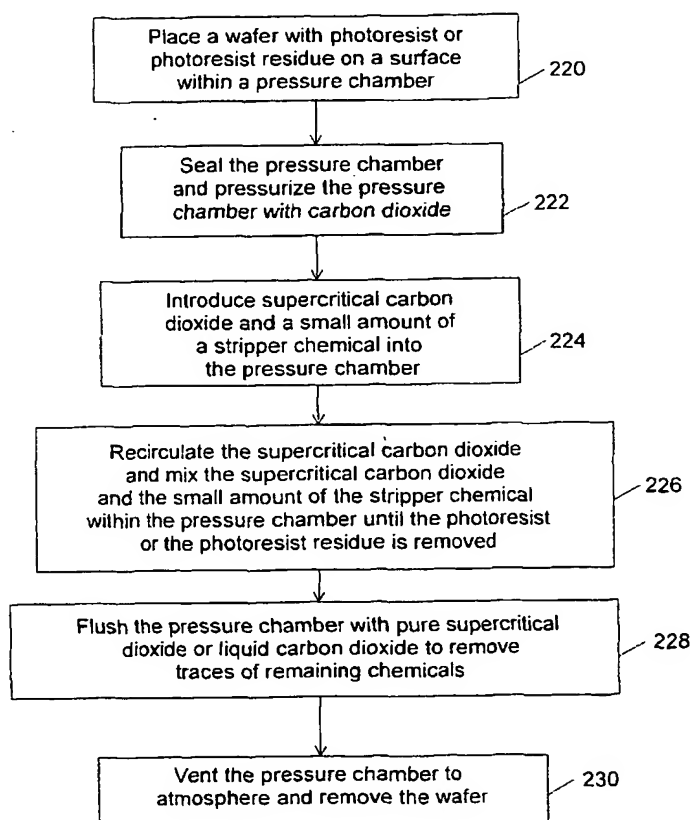 Place a wafer with photoresist or
photoresist residue on a surface
within a pressure chamber
220
Seal the pressure chamber
and pressurize the pressure
chamber with carbon dioxide
222
Introduce supercritical carbon
dioxide and a small amount of
a stripper chemical into
the pressure chamber
224
Recirculate the supercritical carbon dioxide
and mix the supercritical carbon dioxide
and the small amount of the stripper chemical
within the pressure chamber until the photoresist
or the photoresist residue is removed
226
Flush the pressure chamber with pure supercritical
dioxide or liquid carbon dioxide to remove
traces of remaining chemicals
228
Vent the pressure chamber to
atmosphere and remove the wafer
230